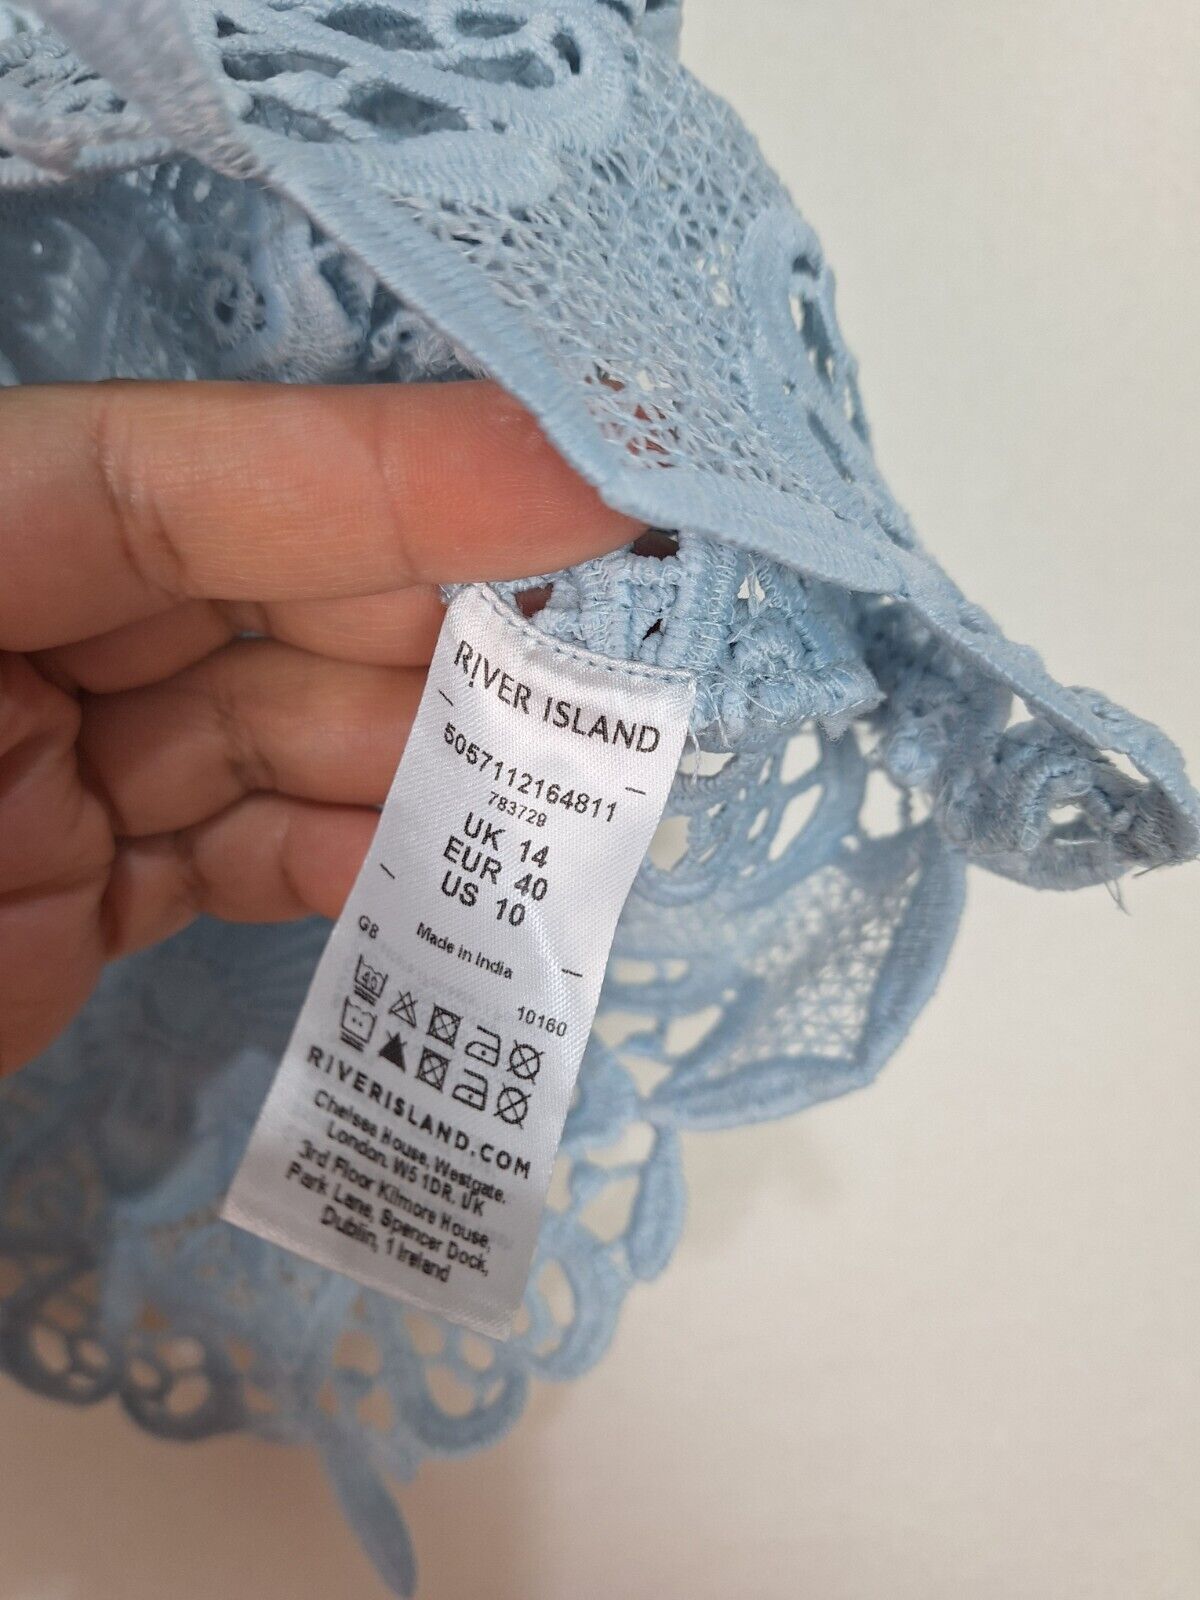 RIVER ISLAND
5057112164811
783729
UK 14
EUR 40
US 10
GB Made in India
10160
40
RIVERISLAND.COM
Chelsea House, Westgate,
London, W5 1DR, UK
3rd Floor Kilmore House,
Park Lane, Spencer Dock,
Dublin, 1 Ireland